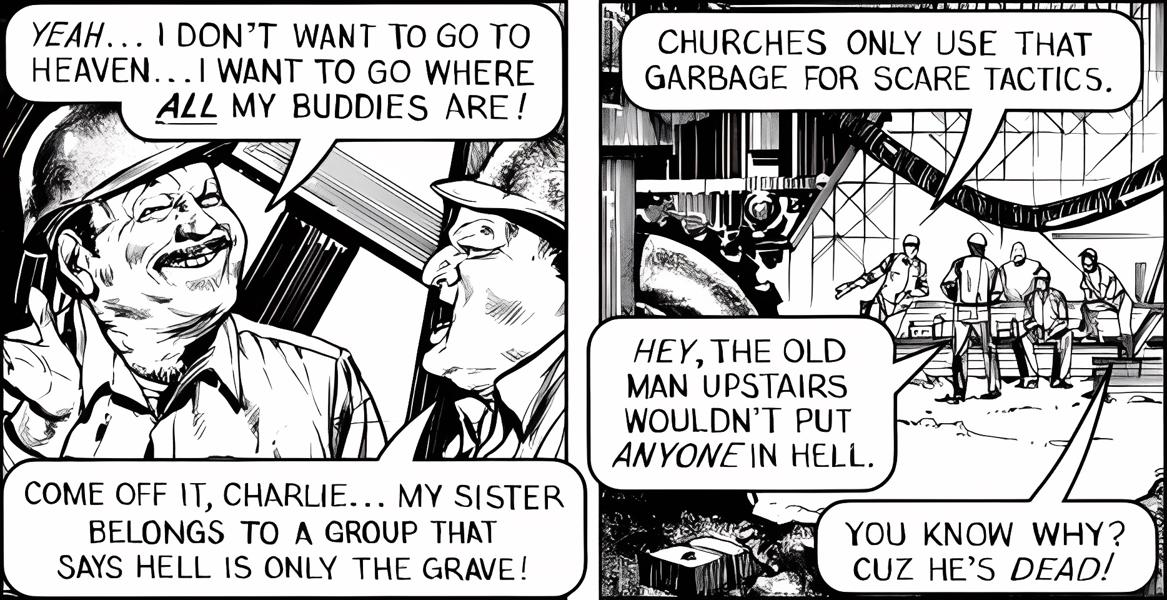 YEAH... I DON'T WANT TO GO TO
HEAVEN...I WANT TO GO WHERE
ALL MY BUDDIES ARE!
COME OFF IT, CHARLIE... MY SISTER
BELONGS TO A GROUP THAT
SAYS HELL IS ONLY THE GRAVE!
CHURCHES ONLY USE THAT
GARBAGE FOR SCARE TACTICS.
HEY, THE OLD
MAN UPSTAIRS
WOULDN'T PUT
ANYONE IN HELL.
YOU KNOW WHY?
CUZ HE'S DEAD!